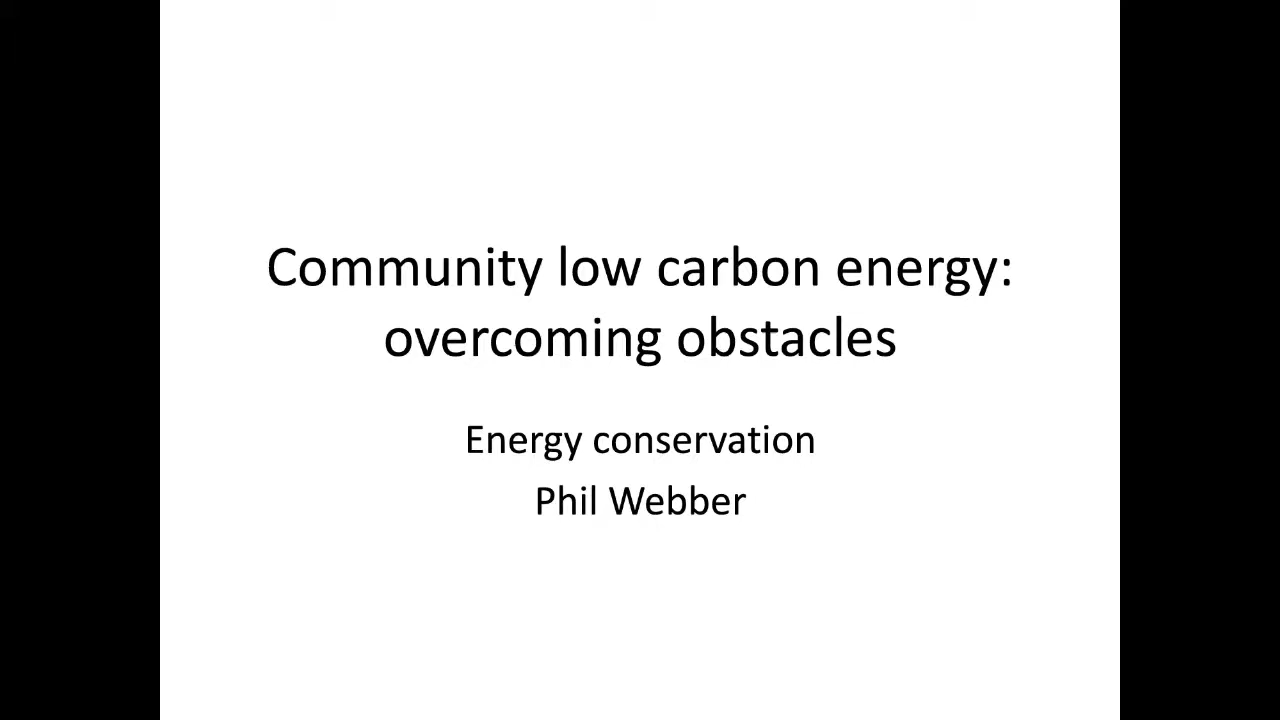 Community low carbon energy:
overcoming obstacles
Energy conservation
Phil Webber